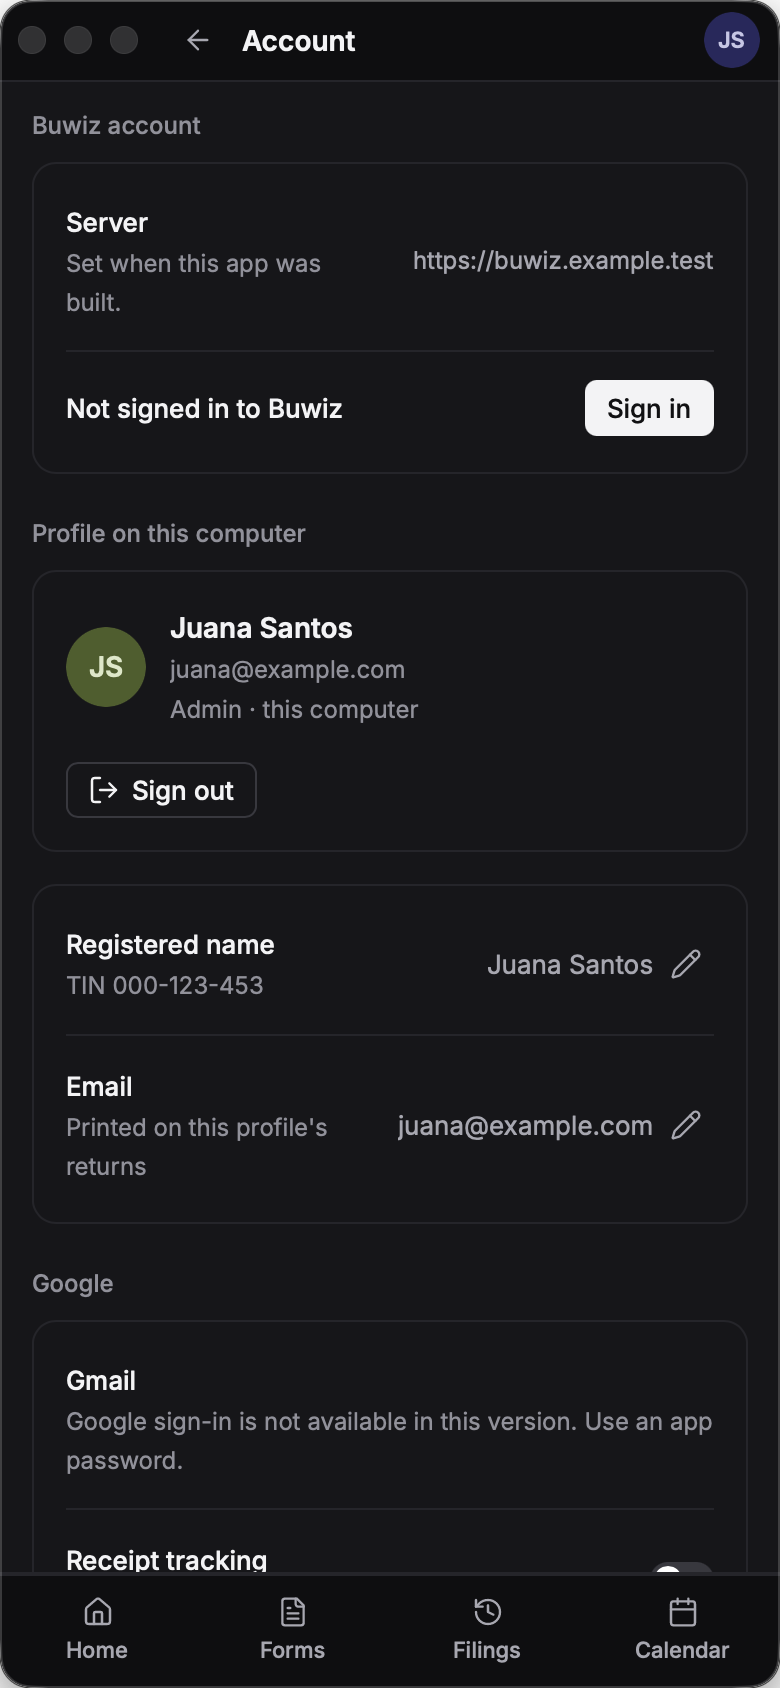 Account
JS
Buwiz account
Server
Set when this app was
built.
https://buwiz.example.test
Not signed in to Buwiz
Sign in
Profile on this computer
JS
Juana Santos
juana@example.com
Admin · this computer
Sign out
Registered name
TIN 000-123-453
Juana Santos
Email
Printed on this profile's
returns
juana@example.com
Google
Gmail
Google sign-in is not available in this version. Use an app
password.
Receipt tracking
Home
Forms
Filings
Calendar